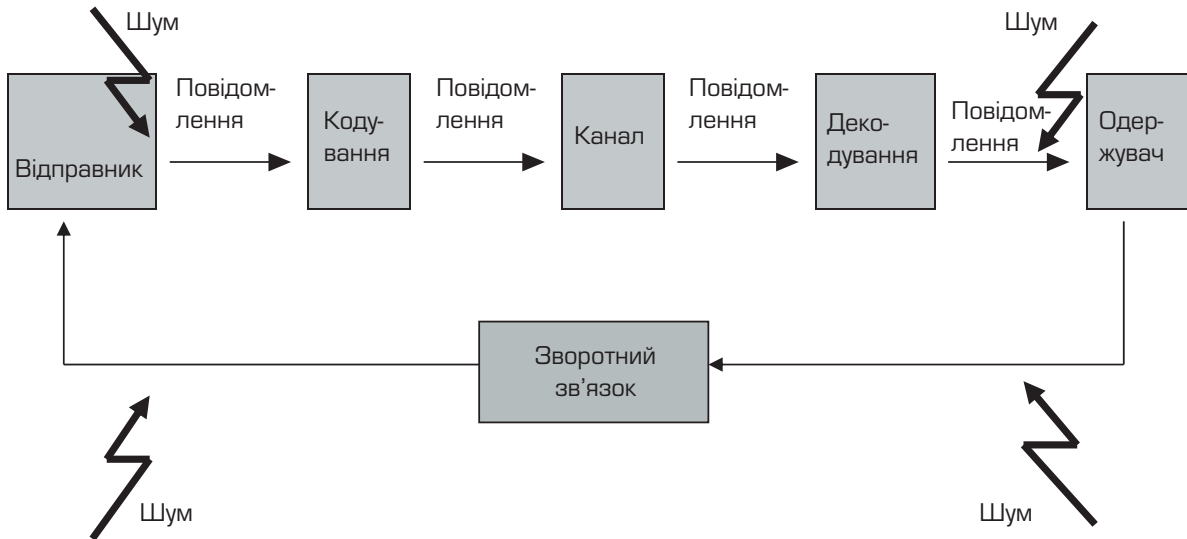 Шум
Шум
Повідом-
лення
Повідом-
лення
Повідом-
лення
Повідом-
лення
Відправник
Коду-
вання
Канал
Деко-
дування
Одер-
жувач
Зворотний
зв’язок
Шум
Шум